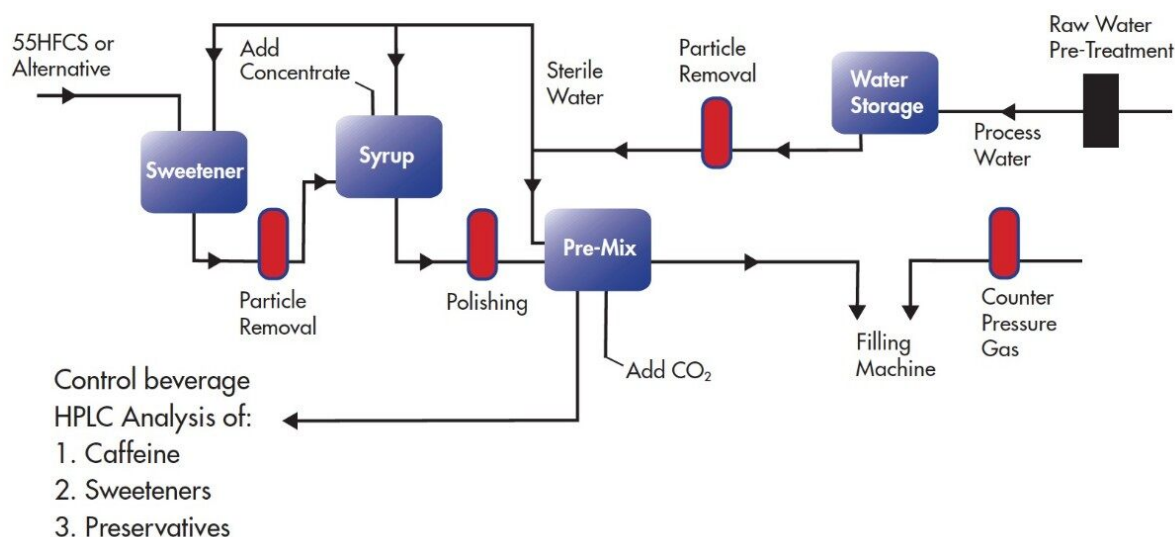 55HFCS or
Alternative
Add
Concentrate
Sterile
Water
Particle
Removal
Water
Storage
Raw Water
Pre-Treatment
Process
Water
Sweetener
Syrup
Pre-Mix
Particle
Removal
Polishing
Add CO₂
Filling
Machine
Counter
Pressure
Gas
Control beverage
HPLC Analysis of:
1. Caffeine
2. Sweeteners
3. Preservatives